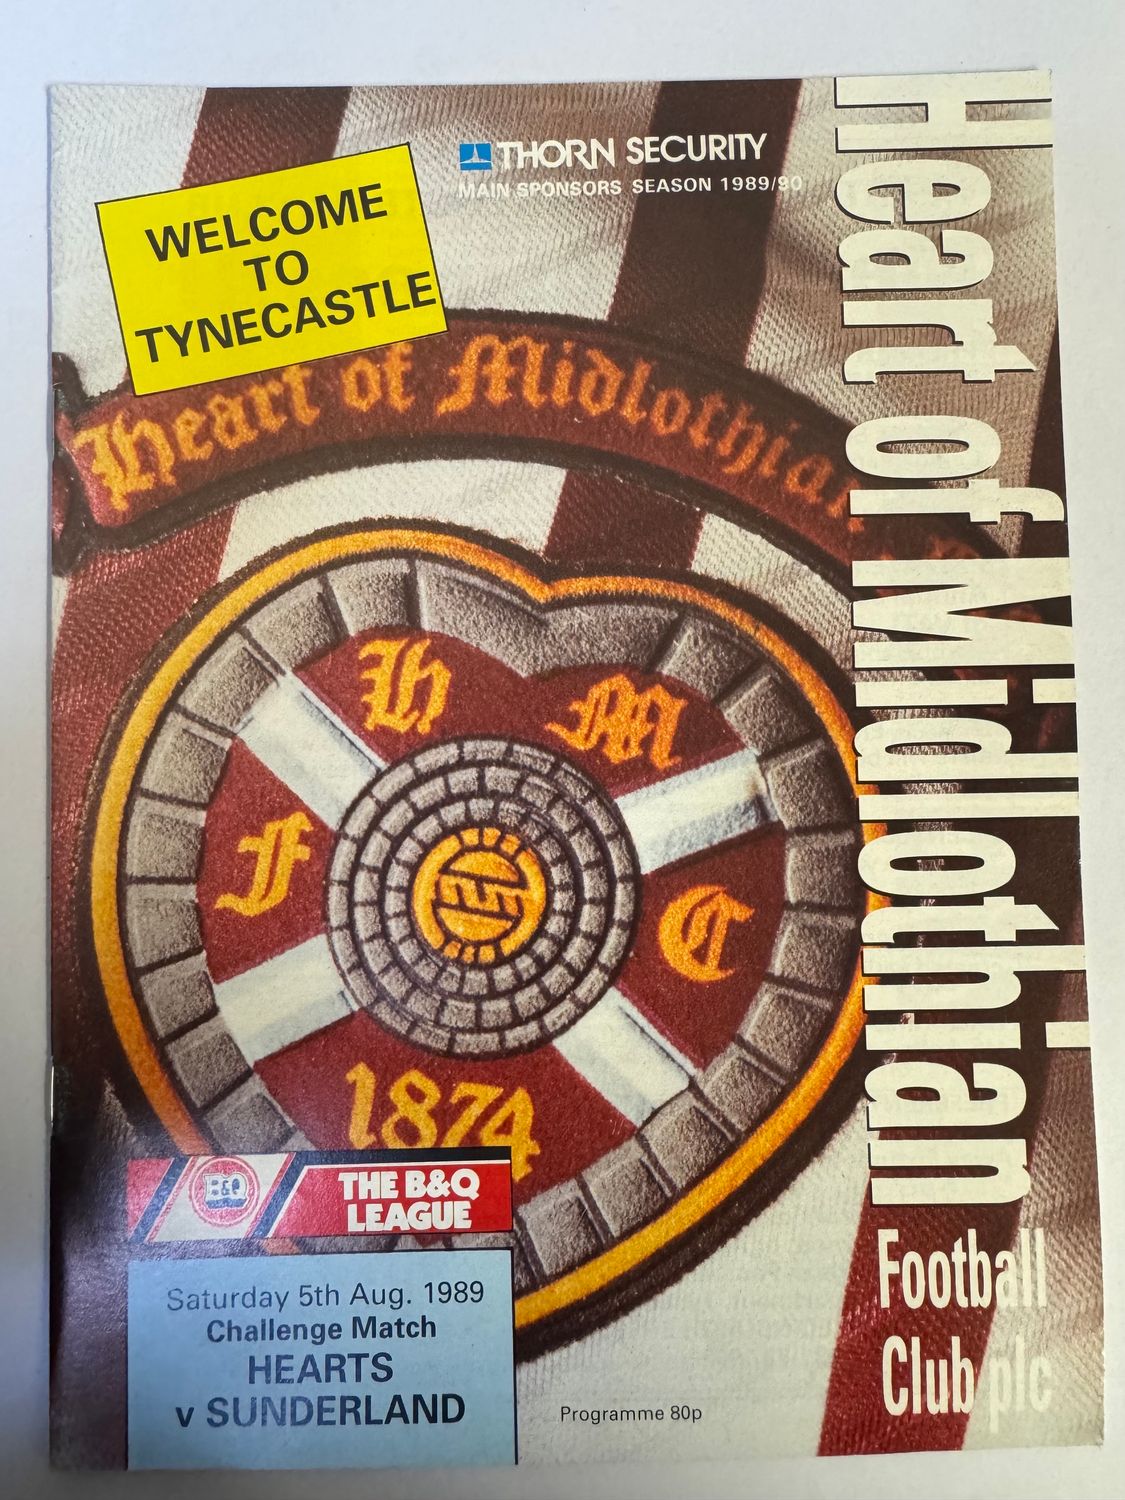 THORN SECURITY
MAIN SPONSORS SEASON 1989/90
WELCOME
TO
TYNECASTLE
Heart of Midlothian
Heart of Midlothian
Football
Club plc
H M
F C
1874
B&Q
THE B&Q
LEAGUE
Saturday 5th Aug. 1989
Challenge Match
HEARTS
v SUNDERLAND
Programme 80p